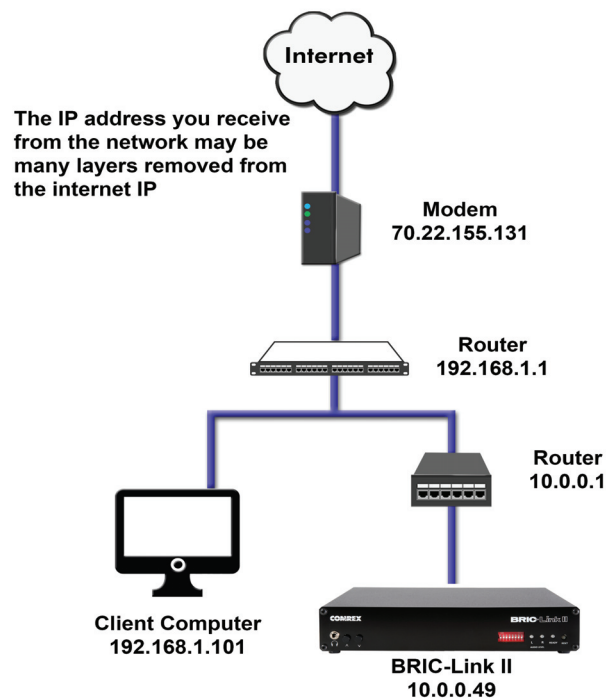 Internet
The IP address you receive
from the network may be
many layers removed from
the internet IP
Modem
70.22.155.131
Router
192.168.1.1
Router
10.0.0.1
Client Computer
192.168.1.101
COMREX
BRIC-Link II
BRIC-Link II
10.0.0.49